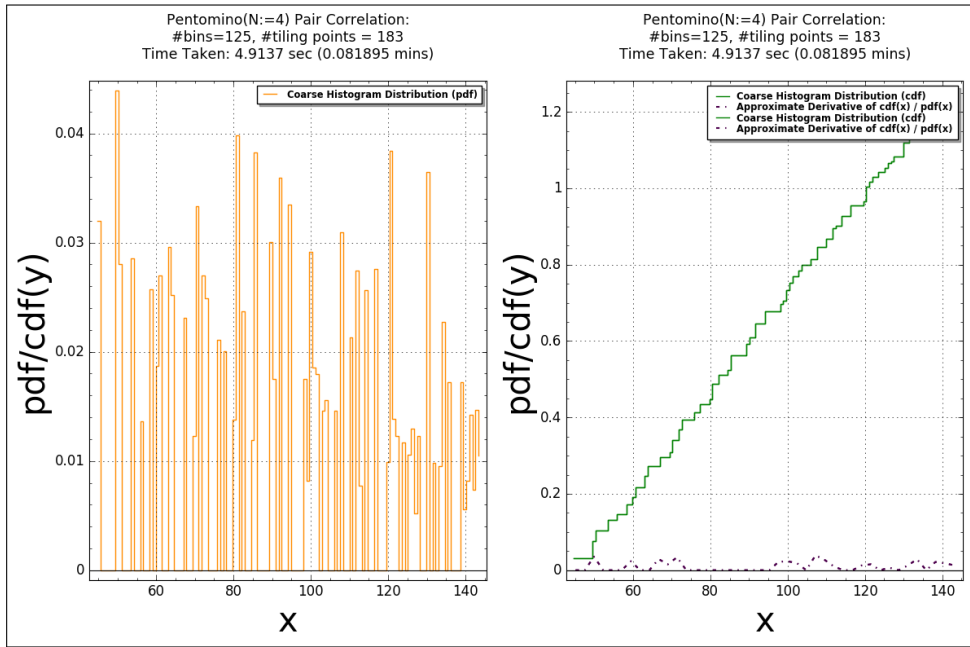 Pentomino(N:=4) Pair Correlation:
#bins=125, #tiling points = 183
Time Taken: 4.9137 sec (0.081895 mins)
Coarse Histogram Distribution (pdf)
pdf/cdf(y)
0.04
0.03
0.02
0.01
0
60
80
100
120
140
x
Pentomino(N:=4) Pair Correlation:
#bins=125, #tiling points = 183
Time Taken: 4.9137 sec (0.081895 mins)
Coarse Histogram Distribution (cdf)
Approximate Derivative of cdf(x) / pdf(x)
Coarse Histogram Distribution (cdf)
Approximate Derivative of cdf(x) / pdf(x)
pdf/cdf(y)
1.2
1
0.8
0.6
0.4
0.2
0
60
80
100
120
140
x